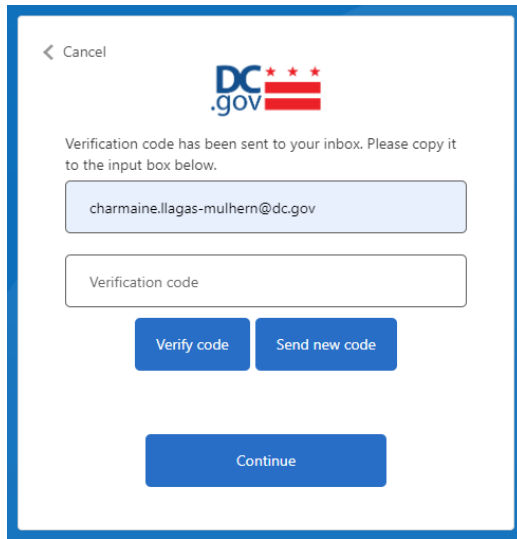 Cancel
DC
.gov
Verification code has been sent to your inbox. Please copy it
to the input box below.
charmaine.llagas-mulhern@dc.gov
Verification code
Verify code Send new code
Continue